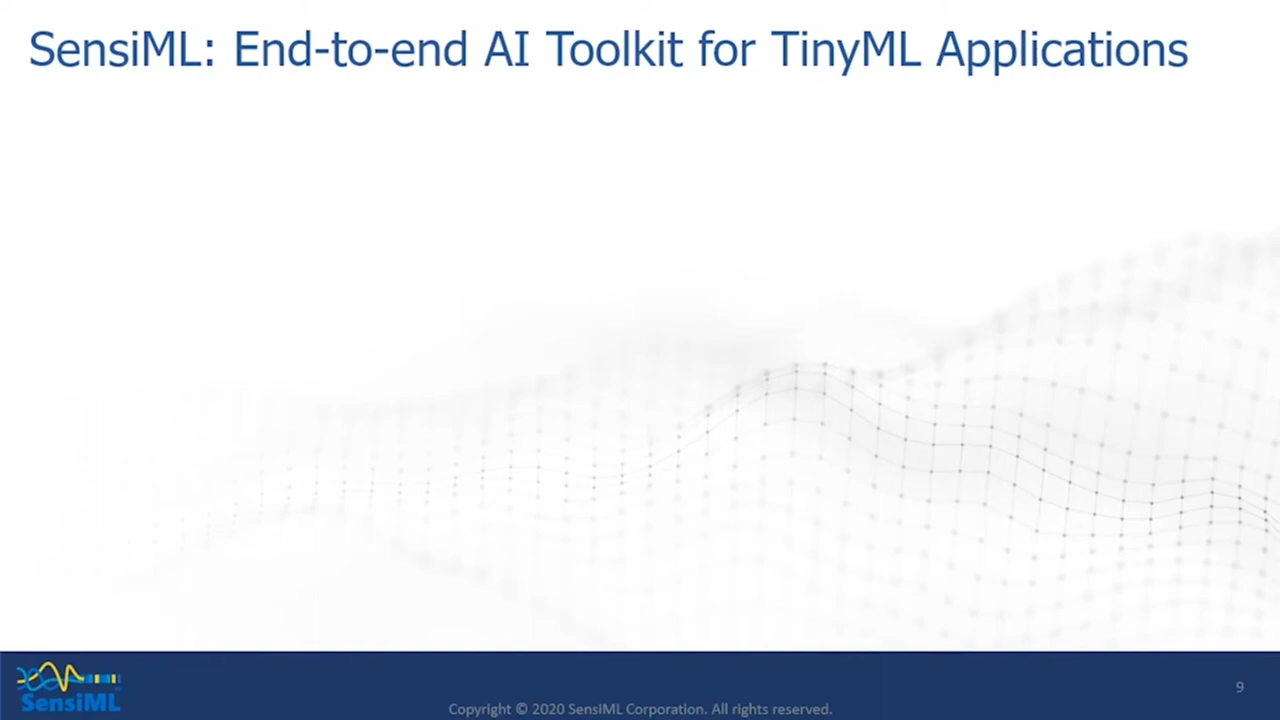 SensiML: End-to-end AI Toolkit for TinyML Applications
SensiML
Copyright © 2020 SensiML Corporation. All rights reserved.
9